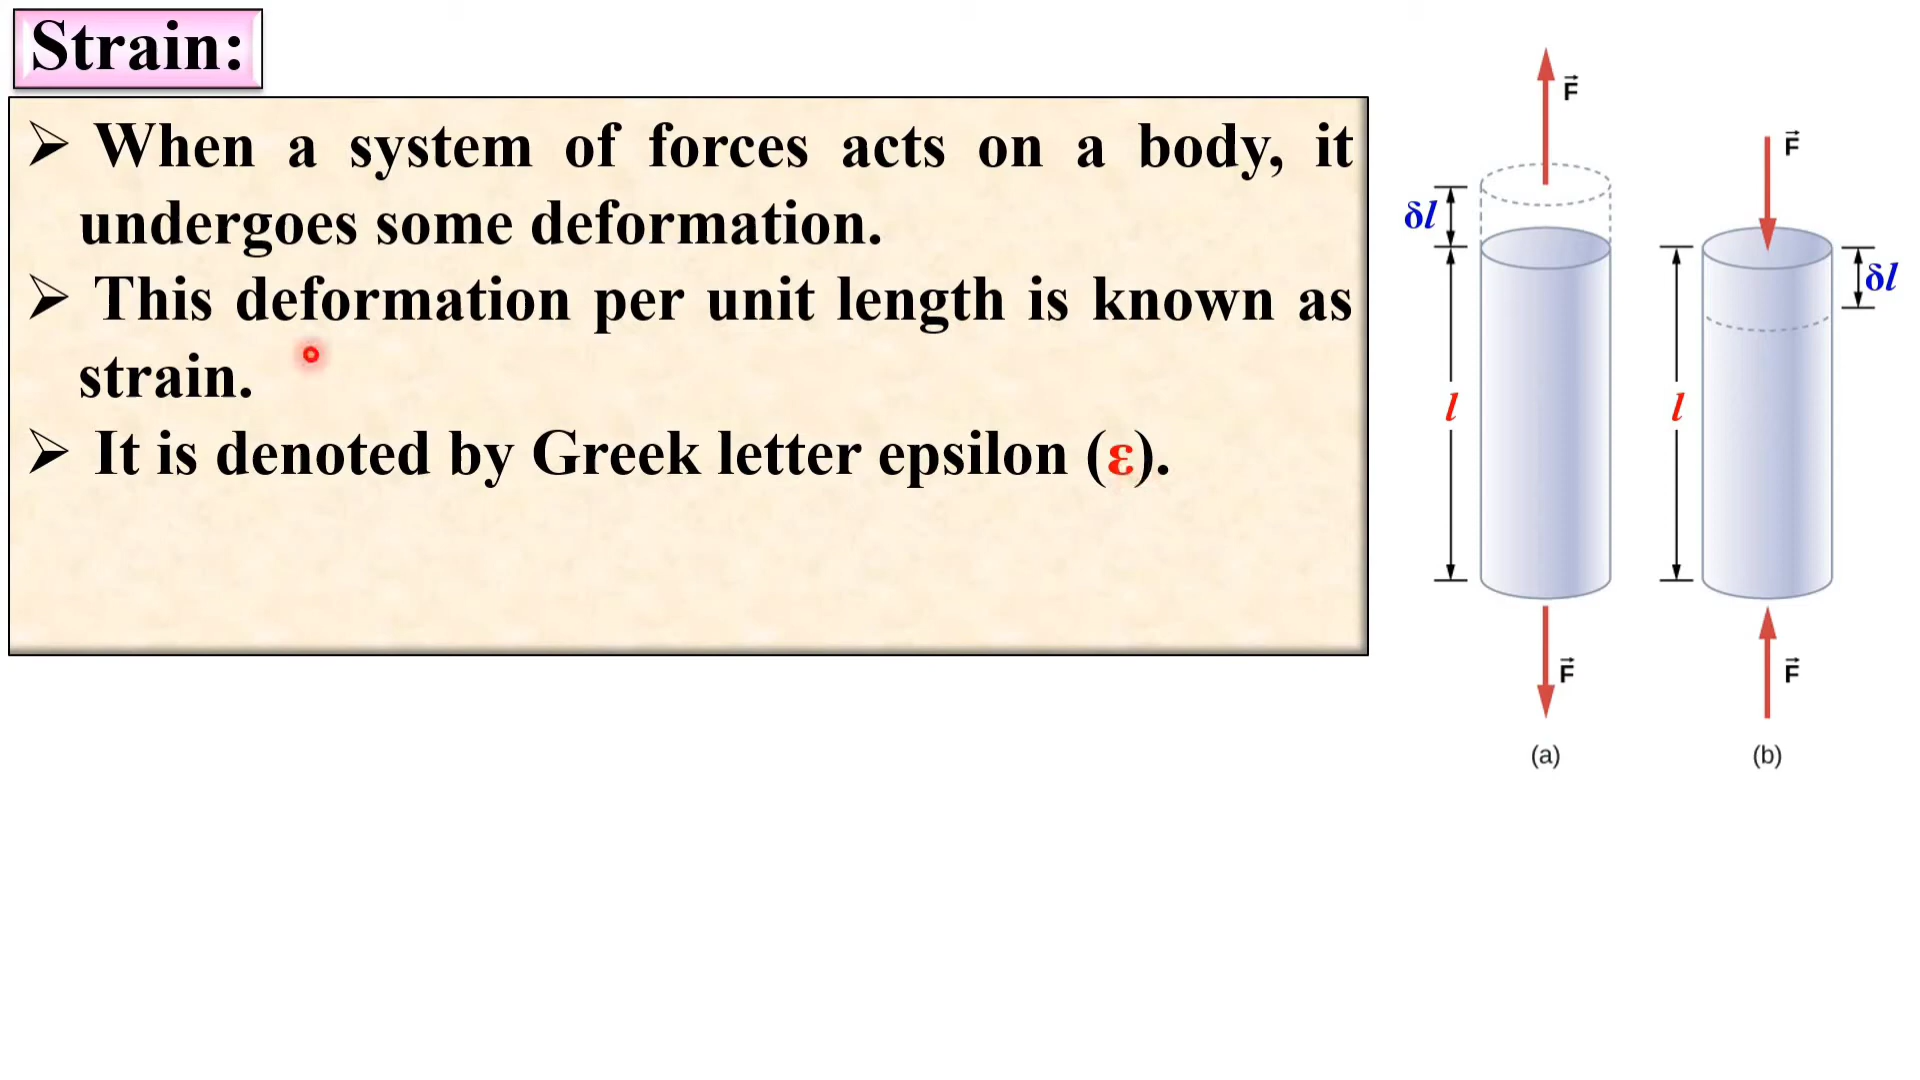 Strain:
➢ When a system of forces acts on a body, it
undergoes some deformation.
➢ This deformation per unit length is known as
strain.
➢ It is denoted by Greek letter epsilon (ε).
F⃗
F⃗
δl
δl
l
l
F⃗
F⃗
(a)
(b)